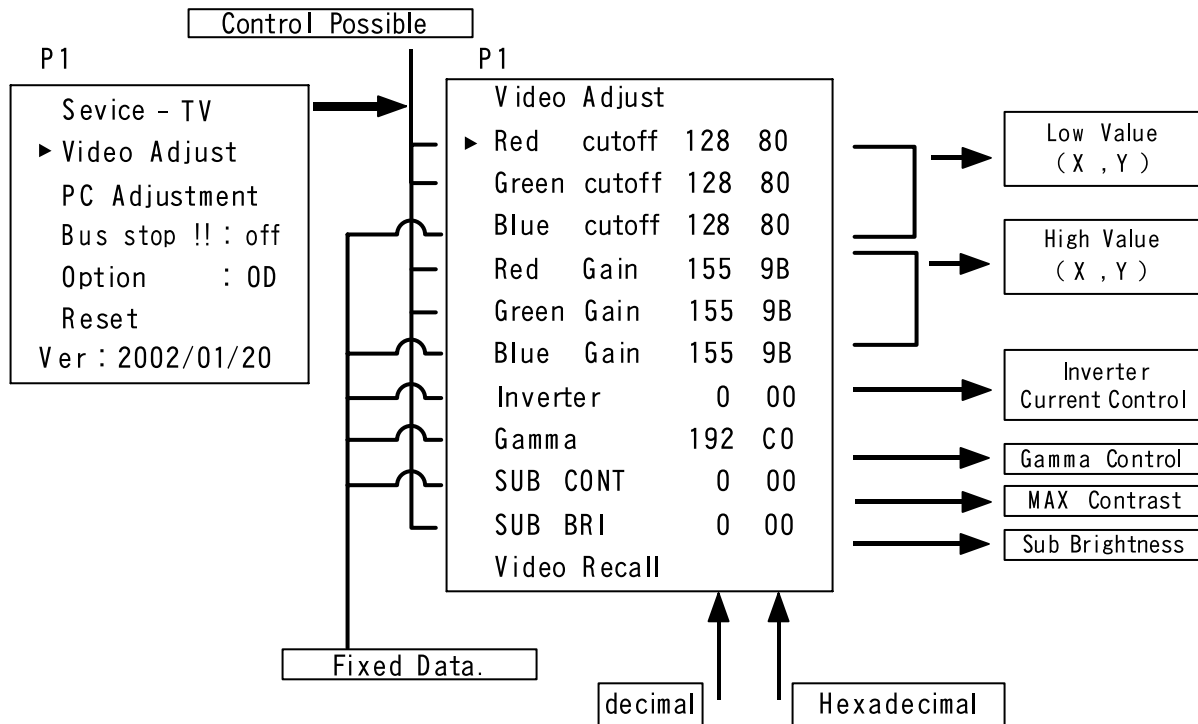 Control Possible
P1
Sevice - TV
► Video Adjust
PC Adjustment
Bus stop !! : off
Option : OD
Reset
Ver : 2002/01/20
P1
Video Adjust
► Red cutoff 128 80
Green cutoff 128 80
Blue cutoff 128 80
Red Gain 155 9B
Green Gain 155 9B
Blue Gain 155 9B
Inverter 0 00
Gamma 192 C0
SUB CONT 0 00
SUB BRI 0 00
Video Recall
Low Value
( X , Y )
High Value
( X , Y )
Inverter
Current Control
Gamma Control
MAX Contrast
Sub Brightness
Fixed Data.
decimal
Hexadecimal